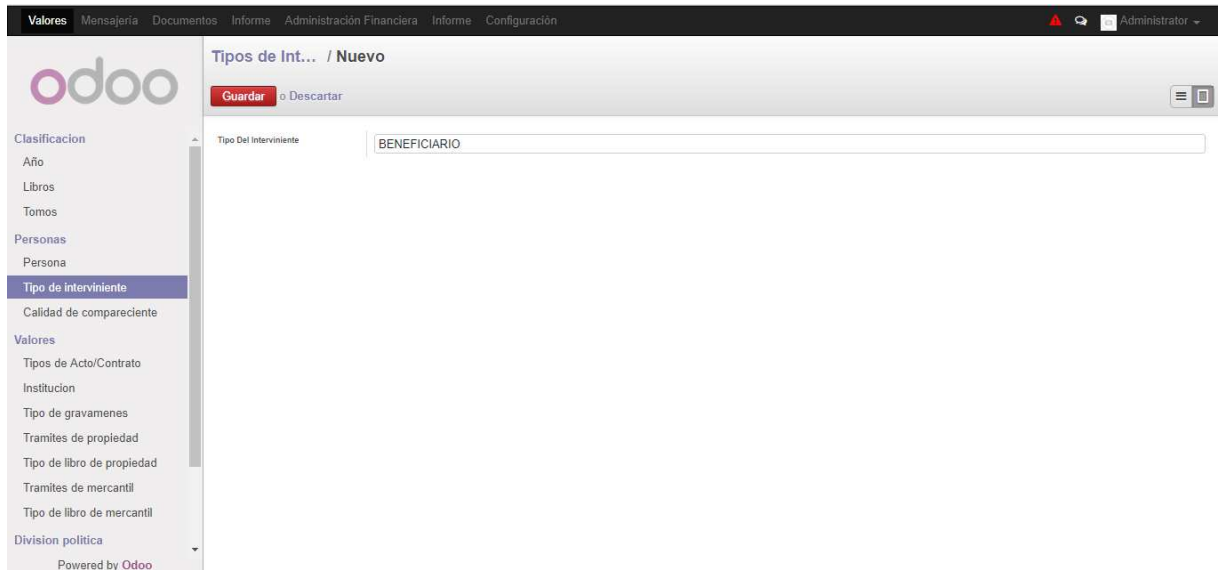 Valores Mensajería Documentos Informe Administración Financiera Informe Configuración Administrator
odoo
Tipos de Int... / Nuevo
Guardar o Descartar
Clasificacion
Año
Libros
Tomos
Personas
Persona
Tipo de interviniente
Calidad de compareciente
Valores
Tipos de Acto/Contrato
Institucion
Tipo de gravamenes
Tramites de propiedad
Tipo de libro de propiedad
Tramites de mercantil
Tipo de libro de mercantil
Division politica
Powered by Odoo
Tipo Del Interviniente BENEFICIARIO